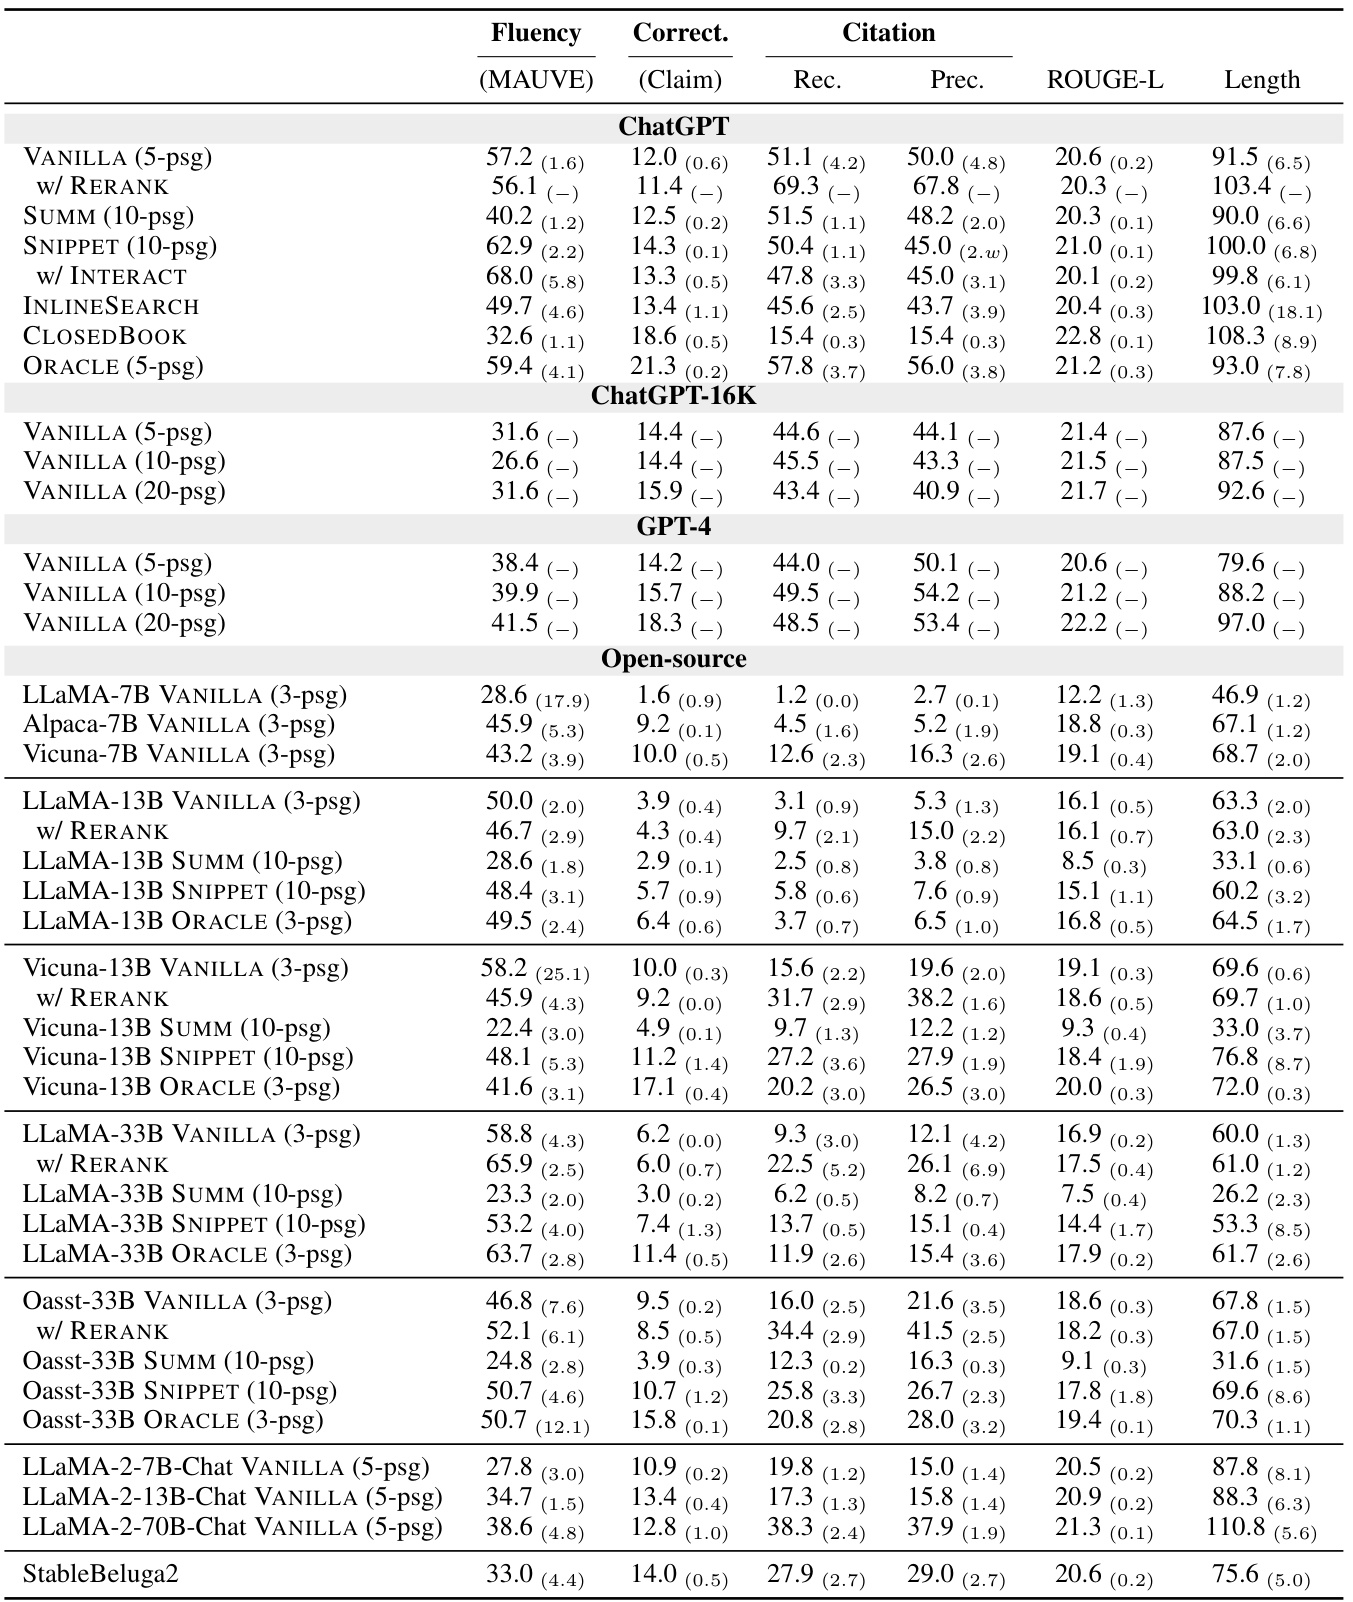 Fluency Correct. Citation
(MAUVE) (Claim) Rec. Prec. ROUGE-L Length
ChatGPT
VANILLA (5-psg) 57.2 (1.6) 12.0 (0.6) 51.1 (4.2) 50.0 (4.8) 20.6 (0.2) 91.5 (6.5)
w/ RERANK 56.1 (−) 11.4 (−) 69.3 (−) 67.8 (−) 20.3 (−) 103.4 (−)
SUMM (10-psg) 40.2 (1.2) 12.5 (0.2) 51.5 (1.1) 48.2 (2.0) 20.3 (0.1) 90.0 (6.6)
SNIPPET (10-psg) 62.9 (2.2) 14.3 (0.1) 50.4 (1.1) 45.0 (2.w) 21.0 (0.1) 100.0 (6.8)
w/ INTERACT 68.0 (5.8) 13.3 (0.5) 47.8 (3.3) 45.0 (3.1) 20.1 (0.2) 99.8 (6.1)
INLINESEARCH 49.7 (4.6) 13.4 (1.1) 45.6 (2.5) 43.7 (3.9) 20.4 (0.3) 103.0 (18.1)
CLOSEDBOOK 32.6 (1.1) 18.6 (0.5) 15.4 (0.3) 15.4 (0.3) 22.8 (0.1) 108.3 (8.9)
ORACLE (5-psg) 59.4 (4.1) 21.3 (0.2) 57.8 (3.7) 56.0 (3.8) 21.2 (0.3) 93.0 (7.8)
ChatGPT-16K
VANILLA (5-psg) 31.6 (−) 14.4 (−) 44.6 (−) 44.1 (−) 21.4 (−) 87.6 (−)
VANILLA (10-psg) 26.6 (−) 14.4 (−) 45.5 (−) 43.3 (−) 21.5 (−) 87.5 (−)
VANILLA (20-psg) 31.6 (−) 15.9 (−) 43.4 (−) 40.9 (−) 21.7 (−) 92.6 (−)
GPT-4
VANILLA (5-psg) 38.4 (−) 14.2 (−) 44.0 (−) 50.1 (−) 20.6 (−) 79.6 (−)
VANILLA (10-psg) 39.9 (−) 15.7 (−) 49.5 (−) 54.2 (−) 21.2 (−) 88.2 (−)
VANILLA (20-psg) 41.5 (−) 18.3 (−) 48.5 (−) 53.4 (−) 22.2 (−) 97.0 (−)
Open-source
LLaMA-7B VANILLA (3-psg) 28.6 (17.9) 1.6 (0.9) 1.2 (0.0) 2.7 (0.1) 12.2 (1.3) 46.9 (1.2)
Alpaca-7B VANILLA (3-psg) 45.9 (5.3) 9.2 (0.1) 4.5 (1.6) 5.2 (1.9) 18.8 (0.3) 67.1 (1.2)
Vicuna-7B VANILLA (3-psg) 43.2 (3.9) 10.0 (0.5) 12.6 (2.3) 16.3 (2.6) 19.1 (0.4) 68.7 (2.0)
LLaMA-13B VANILLA (3-psg) 50.0 (2.0) 3.9 (0.4) 3.1 (0.9) 5.3 (1.3) 16.1 (0.5) 63.3 (2.0)
w/ RERANK 46.7 (2.9) 4.3 (0.4) 9.7 (2.1) 15.0 (2.2) 16.1 (0.7) 63.0 (2.3)
LLaMA-13B SUMM (10-psg) 28.6 (1.8) 2.9 (0.1) 2.5 (0.8) 3.8 (0.8) 8.5 (0.3) 33.1 (0.6)
LLaMA-13B SNIPPET (10-psg) 48.4 (3.1) 5.7 (0.9) 5.8 (0.6) 7.6 (0.9) 15.1 (1.1) 60.2 (3.2)
LLaMA-13B ORACLE (3-psg) 49.5 (2.4) 6.4 (0.6) 3.7 (0.7) 6.5 (1.0) 16.8 (0.5) 64.5 (1.7)
Vicuna-13B VANILLA (3-psg) 58.2 (25.1) 10.0 (0.3) 15.6 (2.2) 19.6 (2.0) 19.1 (0.3) 69.6 (0.6)
w/ RERANK 45.9 (4.3) 9.2 (0.0) 31.7 (2.9) 38.2 (1.6) 18.6 (0.5) 69.7 (1.0)
Vicuna-13B SUMM (10-psg) 22.4 (3.0) 4.9 (0.1) 9.7 (1.3) 12.2 (1.2) 9.3 (0.4) 33.0 (3.7)
Vicuna-13B SNIPPET (10-psg) 48.1 (5.3) 11.2 (1.4) 27.2 (3.6) 27.9 (1.9) 18.4 (1.9) 76.8 (8.7)
Vicuna-13B ORACLE (3-psg) 41.6 (3.1) 17.1 (0.4) 20.2 (3.0) 26.5 (3.0) 20.0 (0.3) 72.0 (0.3)
LLaMA-33B VANILLA (3-psg) 58.8 (4.3) 6.2 (0.0) 9.3 (3.0) 12.1 (4.2) 16.9 (0.2) 60.0 (1.3)
w/ RERANK 65.9 (2.5) 6.0 (0.7) 22.5 (5.2) 26.1 (6.9) 17.5 (0.4) 61.0 (1.2)
LLaMA-33B SUMM (10-psg) 23.3 (2.0) 3.0 (0.2) 6.2 (0.5) 8.2 (0.7) 7.5 (0.4) 26.2 (2.3)
LLaMA-33B SNIPPET (10-psg) 53.2 (4.0) 7.4 (1.3) 13.7 (0.5) 15.1 (0.4) 14.4 (1.7) 53.3 (8.5)
LLaMA-33B ORACLE (3-psg) 63.7 (2.8) 11.4 (0.5) 11.9 (2.6) 15.4 (3.6) 17.9 (0.2) 61.7 (2.6)
Oasst-33B VANILLA (3-psg) 46.8 (7.6) 9.5 (0.2) 16.0 (2.5) 21.6 (3.5) 18.6 (0.3) 67.8 (1.5)
w/ RERANK 52.1 (6.1) 8.5 (0.5) 34.4 (2.9) 41.5 (2.5) 18.2 (0.3) 67.0 (1.5)
Oasst-33B SUMM (10-psg) 24.8 (2.8) 3.9 (0.3) 12.3 (0.2) 16.3 (0.3) 9.1 (0.3) 31.6 (1.5)
Oasst-33B SNIPPET (10-psg) 50.7 (4.6) 10.7 (1.2) 25.8 (3.3) 26.7 (2.3) 17.8 (1.8) 69.6 (8.6)
Oasst-33B ORACLE (3-psg) 50.7 (12.1) 15.8 (0.1) 20.8 (2.8) 28.0 (3.2) 19.4 (0.1) 70.3 (1.1)
LLaMA-2-7B-Chat VANILLA (5-psg) 27.8 (3.0) 10.9 (0.2) 19.8 (1.2) 15.0 (1.4) 20.5 (0.2) 87.8 (8.1)
LLaMA-2-13B-Chat VANILLA (5-psg) 34.7 (1.5) 13.4 (0.4) 17.3 (1.3) 15.8 (1.4) 20.9 (0.2) 88.3 (6.3)
LLaMA-2-70B-Chat VANILLA (5-psg) 38.6 (4.8) 12.8 (1.0) 38.3 (2.4) 37.9 (1.9) 21.3 (0.1) 110.8 (5.6)
StableBeluga2 33.0 (4.4) 14.0 (0.5) 27.9 (2.7) 29.0 (2.7) 20.6 (0.2) 75.6 (5.0)